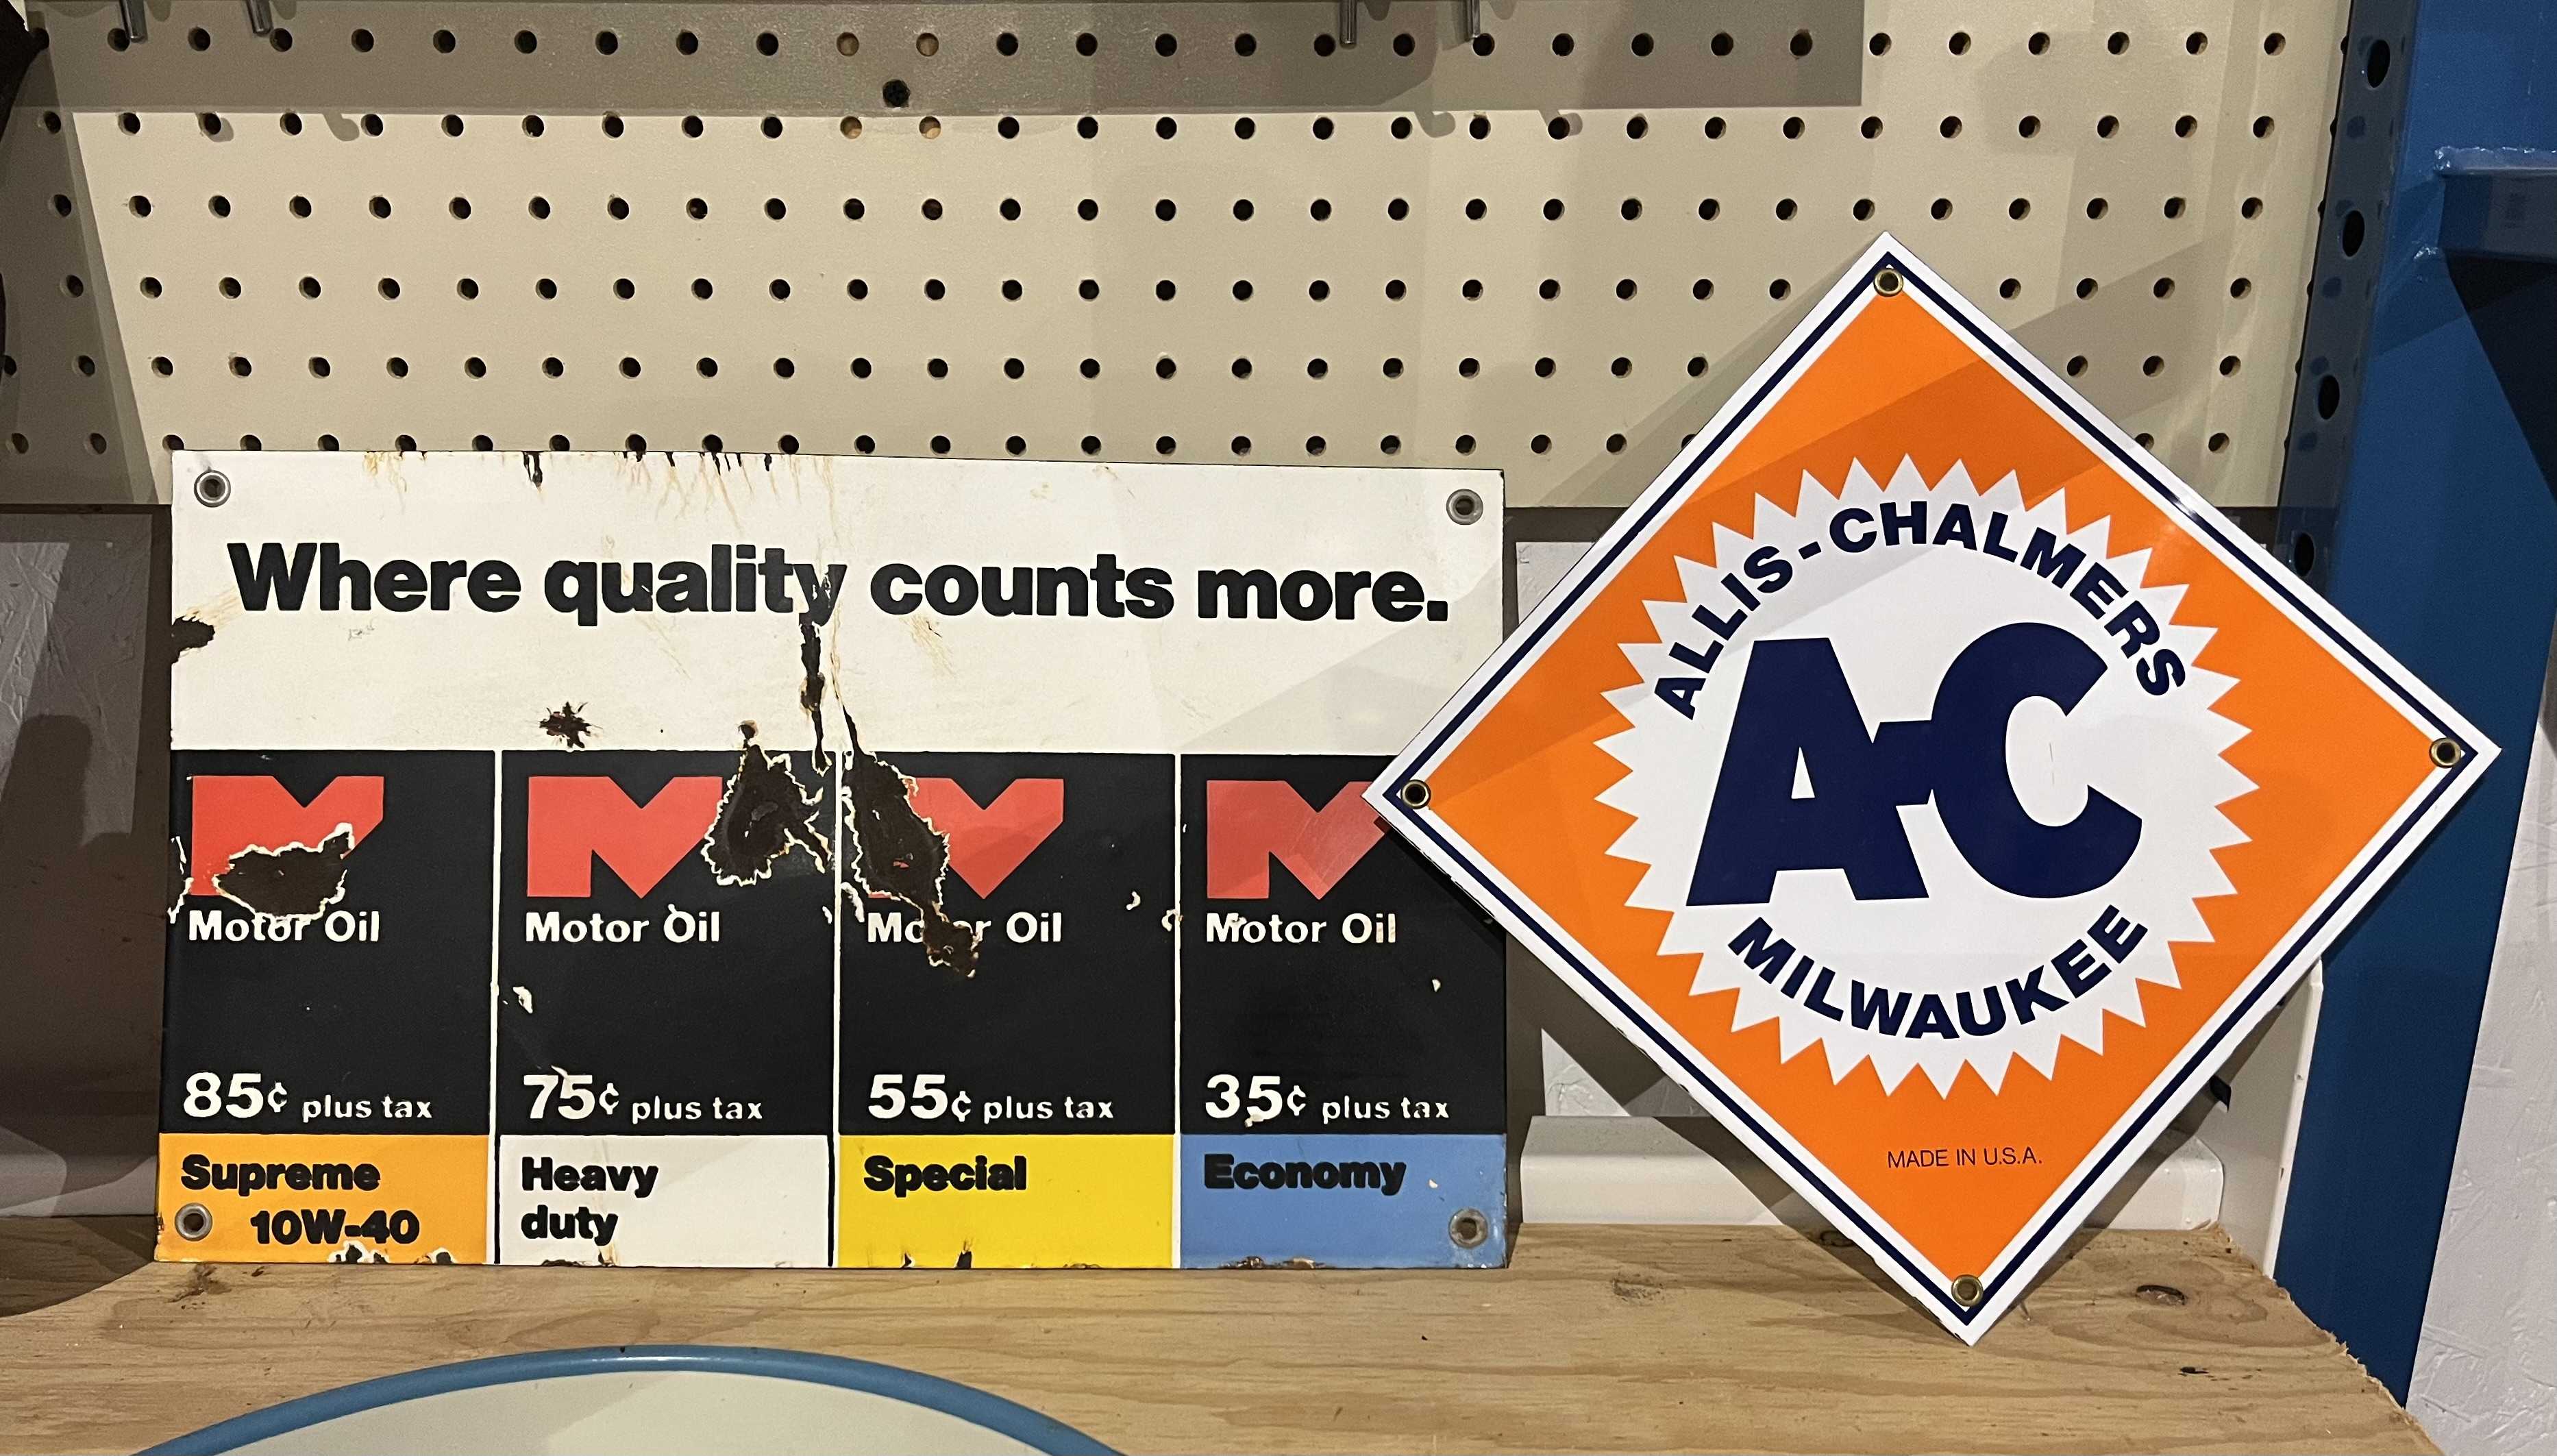 Where quality counts more.
Motor Oil
85¢ plus tax
Supreme
10W-40
Motor Oil
75¢ plus tax
Heavy
duty
Motor Oil
55¢ plus tax
Special
Motor Oil
35¢ plus tax
Economy
ALLIS-CHALMERS
A-C
MILWAUKEE
MADE IN U.S.A.